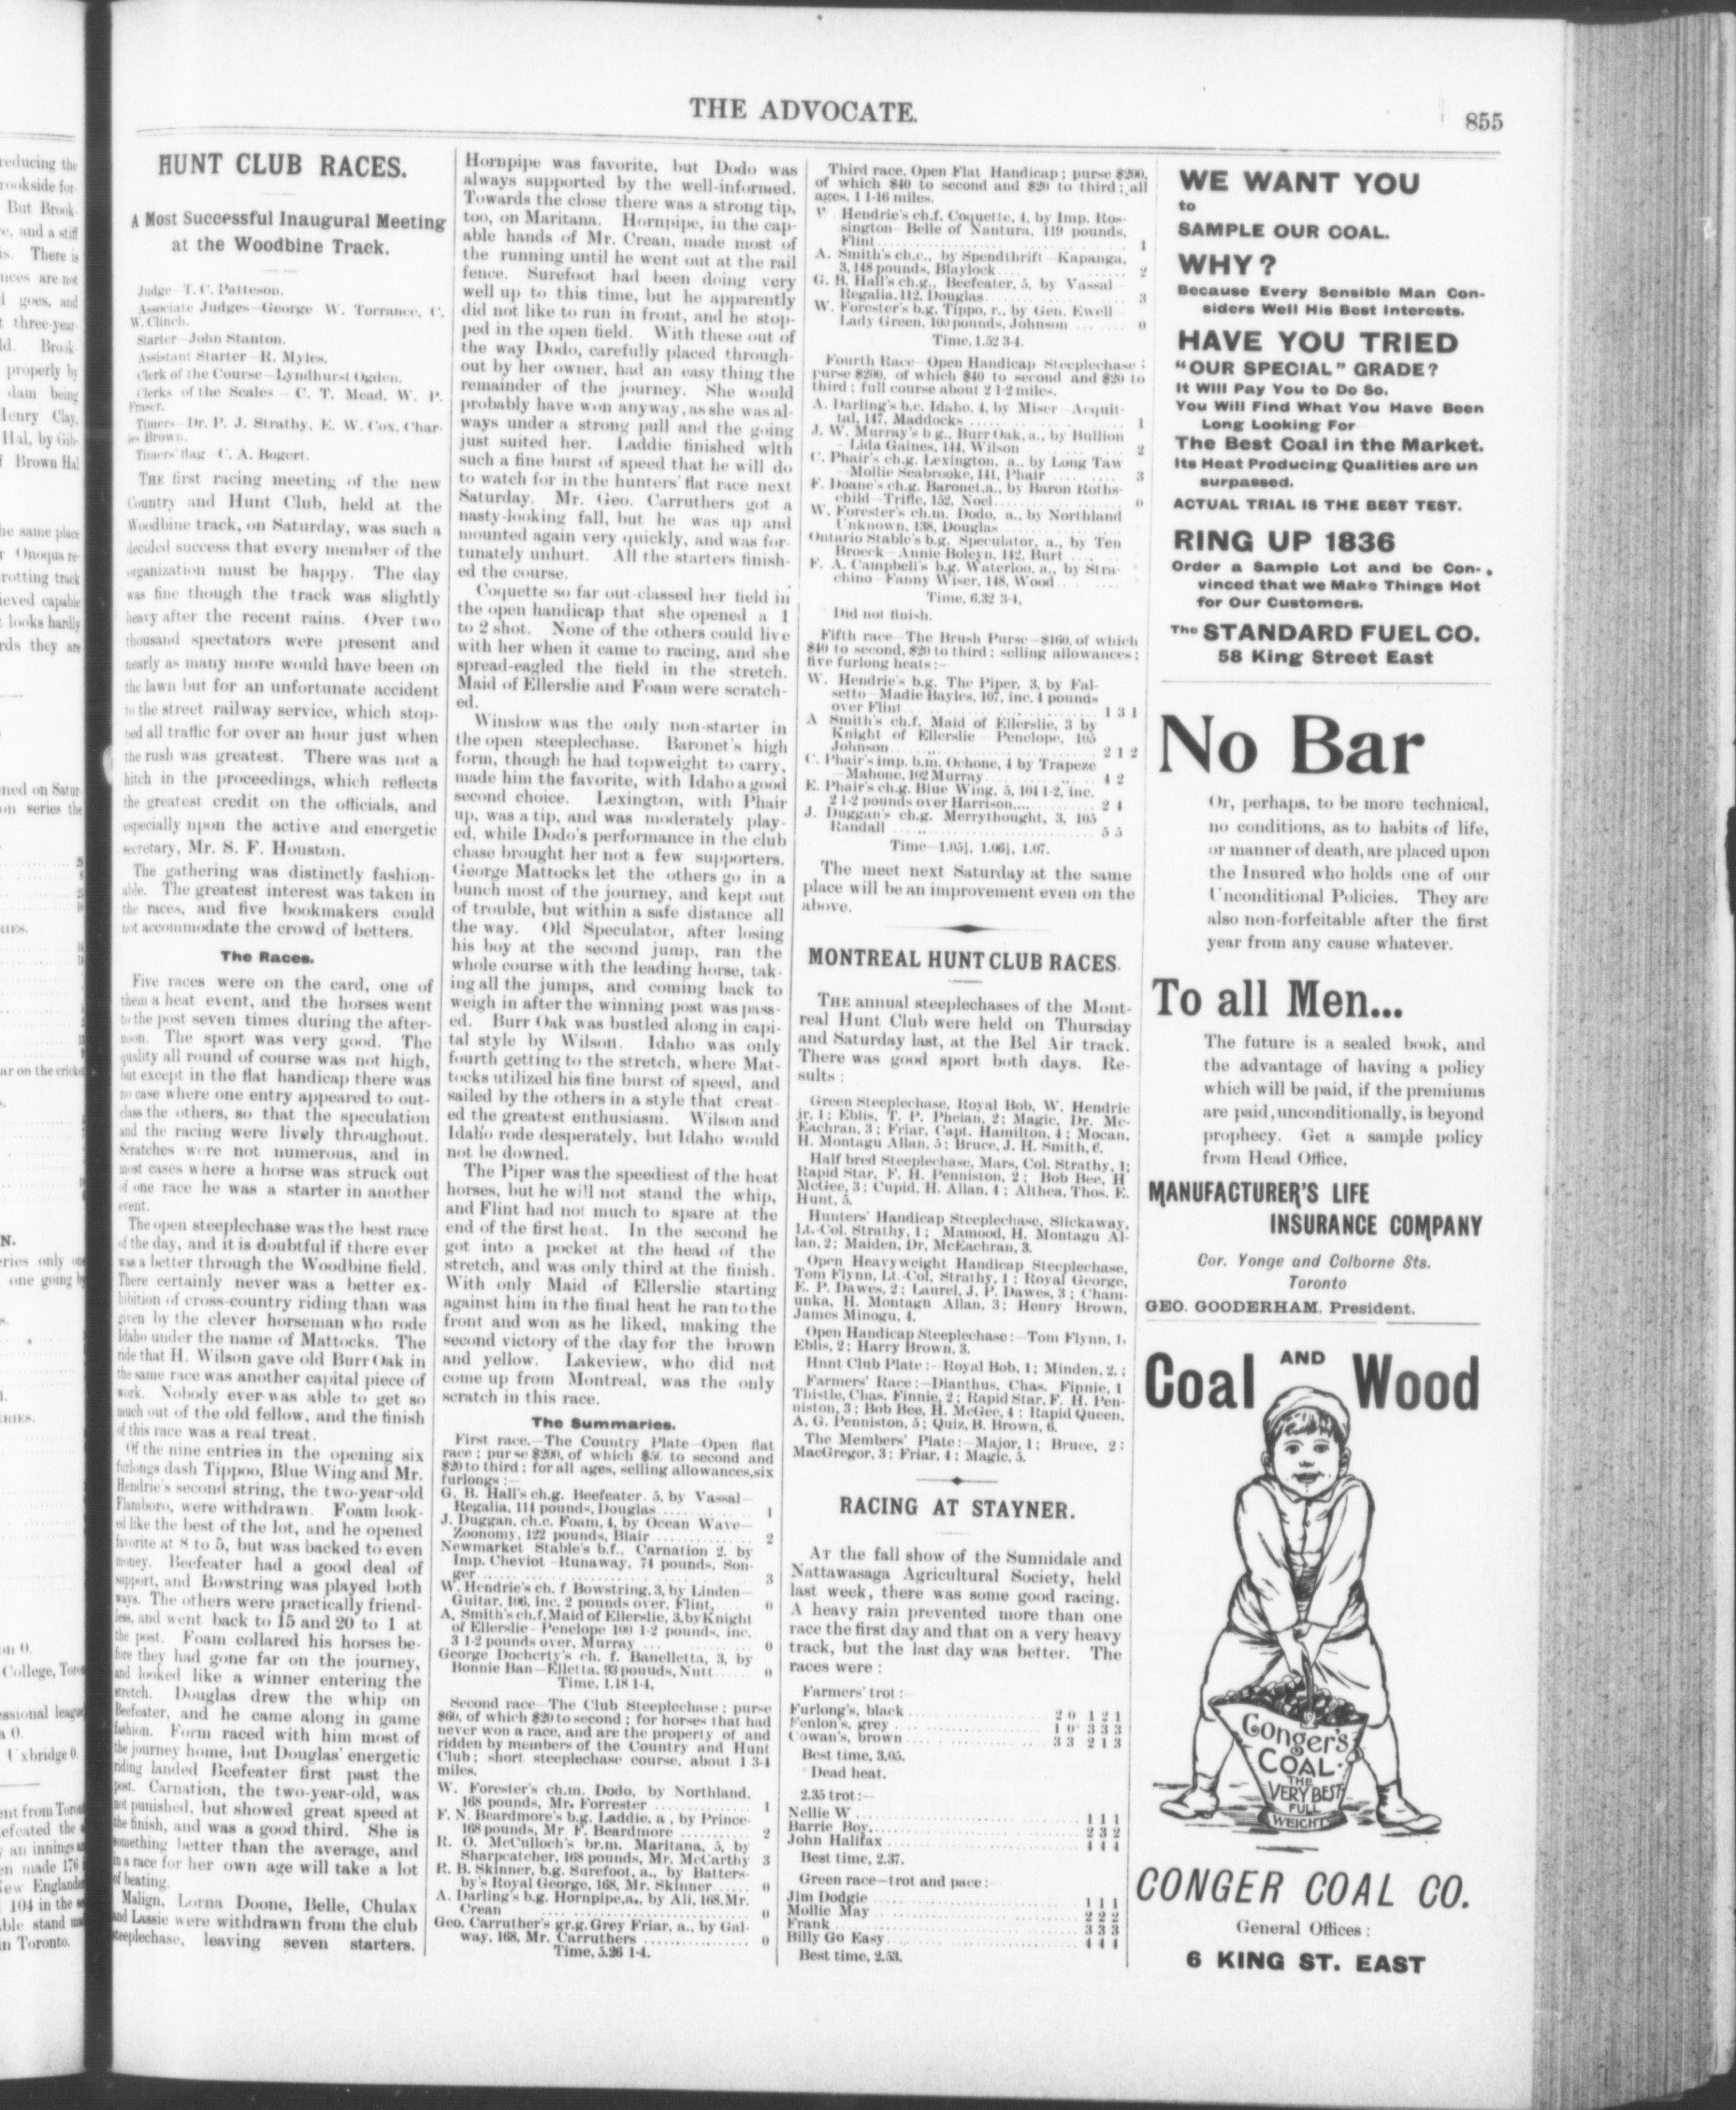 THE ADVOCATE.
855
HUNT CLUB RACES.
A Most Successful Inaugural Meeting
at the Woodbine Track.
Judge—T. C. Patteson.
Associate Judges—George W. Torrance, C.
W. Clinch.
Starter—John Stanton.
Assistant Starter—R. Myles.
Clerk of the Course—Lyndhurst Ogden.
Clerks of the Scales—C. T. Mead, W. P.
Fraser.
Timers—Dr. P. J. Strathy, E. W. Cox, Char-
les Brown.
Timers' flag—C. A. Bogert.
THE first racing meeting of the new
Country and Hunt Club, held at the
Woodbine track, on Saturday, was such a
decided success that every member of the
organization must be happy. The day
was fine though the track was slightly
heavy after the recent rains. Over two
thousand spectators were present and
nearly as many more would have been on
the lawn but for an unfortunate accident
to the street railway service, which stop-
ped all traffic for over an hour just when
the rush was greatest. There was not a
hitch in the proceedings, which reflects
the greatest credit on the officials, and
especially upon the active and energetic
secretary, Mr. S. F. Houston.
The gathering was distinctly fashion-
able. The greatest interest was taken in
the races, and five bookmakers could
not accommodate the crowd of betters.
The Races.
Five races were on the card, one of
them a heat event, and the horses went
to the post seven times during the after-
noon. The sport was very good. The
quality all round of course was not high,
but except in the flat handicap there was
no case where one entry appeared to out-
class the others, so that the speculation
and the racing were lively throughout.
Scratches were not numerous, and in
most cases where a horse was struck out
of one race he was a starter in another
event.
The open steeplechase was the best race
of the day, and it is doubtful if there ever
was a better through the Woodbine field.
There certainly never was a better ex-
hibition of cross-country riding than was
given by the clever horseman who rode
Idaho under the name of Mattocks. The
ride that H. Wilson gave old Burr Oak in
the same race was another capital piece of
work. Nobody ever was able to get so
much out of the old fellow, and the finish
of this race was a real treat.
Of the nine entries in the opening six
furlongs dash Tippoo, Blue Wing and Mr.
Hendrie's second string, the two-year-old
Flamboro, were withdrawn. Foam look-
ed like the best of the lot, and he opened
favorite at 8 to 5, but was backed to even
money. Beefeater had a good deal of
support, and Bowstring was played both
ways. The others were practically friend-
less, and went back to 15 and 20 to 1 at
the post. Foam collared his horses be-
fore they had gone far on the journey,
and looked like a winner entering the
stretch. Douglas drew the whip on
Beefeater, and he came along in game
fashion. Form raced with him most of
the journey home, but Douglas' energetic
riding landed Beefeater first past the
post. Carnation, the two-year-old, was
not punished, but showed great speed at
the finish, and was a good third. She is
something better than the average, and
in a race for her own age will take a lot
of beating.
Malign, Lorna Doone, Belle, Chulax
and Lassie were withdrawn from the club
steeplechase, leaving seven starters.
Hornpipe was favorite, but Dodo was
always supported by the well-informed.
Towards the close there was a strong tip,
too, on Maritana. Hornpipe, in the cap-
able hands of Mr. Crean, made most of
the running until he went out at the rail
fence. Surefoot had been doing very
well up to this time, but he apparently
did not like to run in front, and he stop-
ped in the open field. With these out of
the way Dodo, carefully placed through-
out by her owner, had an easy thing the
remainder of the journey. She would
probably have won anyway, as she was al-
ways under a strong pull and the going
just suited her. Laddie finished with
such a fine burst of speed that he will do
to watch for in the hunters' flat race next
Saturday. Mr. Geo. Carruthers got a
nasty-looking fall, but he was up and
mounted again very quickly, and was for-
tunately unhurt. All the starters finish-
ed the course.
Coquette so far out-classed her field in
the open handicap that she opened a 1
to 2 shot. None of the others could live
with her when it came to racing, and she
spread-eagled the field in the stretch.
Maid of Ellerslie and Foam were scratch-
ed.
Winslow was the only non-starter in
the open steeplechase. Baronet's high
form, though he had topweight to carry,
made him the favorite, with Idaho a good
second choice. Lexington, with Phair
up, was a tip, and was moderately play-
ed, while Dodo's performance in the club
chase brought her not a few supporters.
George Mattocks let the others go in a
bunch most of the journey, and kept out
of trouble, but within a safe distance all
the way. Old Speculator, after losing
his boy at the second jump, ran the
whole course with the leading horse, tak-
ing all the jumps, and coming back to
weigh in after the winning post was pass-
ed. Burr Oak was bustled along in capi-
tal style by Wilson. Idaho was only
fourth getting to the stretch, where Mat-
tocks utilized his fine burst of speed, and
sailed by the others in a style that creat-
ed the greatest enthusiasm. Wilson and
Idaho rode desperately, but Idaho would
not be downed.
The Piper was the speediest of the heat
horses, but he will not stand the whip,
and Flint had not much to spare at the
end of the first heat. In the second he
got into a pocket at the head of the
stretch, and was only third at the finish.
With only Maid of Ellerslie starting
against him in the final heat he ran to the
front and won as he liked, making the
second victory of the day for the brown
and yellow. Lakeview, who did not
come up from Montreal, was the only
scratch in this race.
The Summaries.
First race.—The Country Plate—Open flat
race; purse $200, of which $50 to second and
$20 to third; for all ages, selling allowances, six
furlongs:—
G. B. Hall's ch.g. Beefeater, 5, by Vassal—
Regalia, 114 pounds, Douglas 1
J. Duggan, ch.c. Foam, 4, by Ocean Wave—
Zoonomy, 122 pounds, Blair 2
Newmarket Stable's b.f., Carnation 2, by
Imp. Cheviot—Runaway, 74 pounds, Son-
ger 3
W. Hendrie's ch. f. Bowstring, 3, by Linden—
Guitar, 106, inc. 2 pounds over, Flint, 0
A. Smith's ch.f. Maid of Ellerslie, 3, by Knight
of Ellerslie—Penelope 100 1-2 pounds, inc.
3 1-2 pounds over, Murray 0
George Docherty's ch. f. Banelletta, 3, by
Bonnie Ban—Elletta, 93 pounds, Nutt 0
Time, 1.18 1-4.
Second race—The Club Steeplechase; purse
$60, of which $20 to second; for horses that had
never won a race, and are the property of and
ridden by members of the Country and Hunt
Club; short steeplechase course, about 1 3-4
miles.
W. Forester's ch.m. Dodo, by Northland,
168 pounds, Mr. Forrester 1
F. N. Beardmore's b.g. Laddie, a, by Prince—
168 pounds, Mr. F. Beardmore 2
R. O. McCulloch's br.m. Maritana, 5, by
Sharpcatcher, 168 pounds, Mr. McCarthy 3
R. B. Skinner, b.g. Surefoot, a., by Batters-
by's Royal George, 168, Mr. Skinner 0
A. Darling's b.g. Hornpipe, a., by Ali, 168, Mr.
Crean 0
Geo. Carruther's gr.g. Grey Friar, a., by Gal-
way, 168, Mr. Carruthers 0
Time, 5.26 1-4.
Third race, Open Flat Handicap; purse $200,
of which $40 to second and $20 to third; all
ages, 1 1-16 miles.
Hendrie's ch.f. Coquette, 4, by Imp. Ros-
sington—Belle of Nantura, 119 pounds,
Flint 1
A. Smith's ch.c., by Spendthrift—Kapanga,
3, 148 pounds, Blaylock 2
G. B. Hall's ch.g., Beefeater, 5, by Vassal—
Regalia, 112, Douglas 3
W. Forester's b.g. Tippo, r., by Gen. Ewell—
Lady Green, 100 pounds, Johnson 0
Time, 1.52 3-4.
Fourth Race—Open Handicap Steeplechase;
purse $200, of which $40 to second and $20 to
third; full course about 2 1-2 miles.
A. Darling's b.c. Idaho, 4, by Miser—Acquit-
tal, 147, Maddocks 1
J. W. Murray's b g., Burr Oak, a., by Bullion
—Lida Gaines, 144, Wilson 2
C. Phair's ch.g. Lexington, a., by Long Taw
—Mollie Seabrooke, 141, Phair 3
F. Doane's ch.g. Baronet, a., by Baron Roths-
child—Trifle, 152, Noel 0
W. Forester's ch.m. Dodo, a., by Northland
Unknown, 138, Douglas
Ontario Stable's b.g. Speculator, a., by Ten
Broeck—Annie Boleyn, 142, Burt
F. A. Campbell's b.g. Waterloo, a., by Stra-
chino—Fanny Wiser, 148, Wood
Time, 6.32 3-4.
Did not finish.
Fifth race—The Brush Purse—$160, of which
$40 to second, $20 to third; selling allowances;
five furlong heats:—
W. Hendrie's b.g. The Piper, 3, by Fal-
setto—Madie Bayles, 107, inc. 4 pounds
over Flint 1 3 1
A Smith's ch.f. Maid of Ellerslie, 3 by
Knight of Ellerslie—Penelope, 105
Johnson 2 1 2
C. Phair's imp. b.m. Ochone, 4 by Trapeze
—Mahone, 102 Murray 4 2
E. Phair's ch.g. Blue Wing, 5, 104 1-2, inc.
2 1-2 pounds over Harrison 2 4
J. Duggan's ch.g. Merrythought, 3, 105
Randall 5 5
Time—1.05¼, 1.06¼, 1.07.
The meet next Saturday at the same
place will be an improvement even on the
above.
MONTREAL HUNT CLUB RACES.
THE annual steeplechases of the Mont-
real Hunt Club were held on Thursday
and Saturday last, at the Bel Air track.
There was good sport both days. Re-
sults:
Green Steeplechase, Royal Bob, W. Hendrie
jr, 1; Eblis, T. P. Phelan, 2; Magic, Dr. Mc-
Eachran, 3; Friar, Capt. Hamilton, 4; Mocan,
H. Montagu Allan, 5; Bruce, J. H. Smith, 6.
Half bred Steeplechase, Mars, Col. Strathy, 1;
Rapid Star, F. H. Penniston, 2; Bob Bee, H
McGee, 3; Cupid, H. Allan, 4; Althea, Thos. E.
Hunt, 5.
Hunters' Handicap Steeplechase, Slickaway,
Lt.-Col. Strathy, 1; Mamood, H. Montagu Al-
lan, 2; Maiden, Dr. McEachran, 3.
Open Heavyweight Handicap Steeplechase,
Tom Flynn, Lt.-Col. Strathy, 1; Royal George,
E. P. Dawes, 2; Laurel, J. P. Dawes, 3; Cham-
unka, H. Montagu Allan, 3; Henry Brown,
James Minogu, 4.
Open Handicap Steeplechase:—Tom Flynn, 1,
Eblis, 2; Harry Brown, 3.
Hunt Club Plate:—Royal Bob, 1; Minden, 2.;
Farmers' Race:—Dianthus, Chas. Finnie, 1
Thistle, Chas. Finnie, 2; Rapid Star, F. H. Pen-
niston, 3; Bob Bee, H. McGee, 4; Rapid Queen,
A. G. Penniston, 5; Quiz, B. Brown, 6.
The Members' Plate:—Major, 1; Bruce, 2;
MacGregor, 3; Friar, 4; Magic, 5.
RACING AT STAYNER.
AT the fall show of the Sunnidale and
Nattawasaga Agricultural Society, held
last week, there was some good racing.
A heavy rain prevented more than one
race the first day and that on a very heavy
track, but the last day was better. The
races were:
Farmers' trot:
Furlong's, black 2 0 1 2 1
Fenlon's, grey 1 0 3 3 3
Cowan's, brown 3 3 2 1 3
Best time, 3.05.
Dead heat.
2.35 trot:—
Nellie W 1 1 1
Barrie Boy 2 3 2
John Halifax 4 4 4
Best time, 2.37.
Green race—trot and pace:—
Jim Dodgie 1 1 1
Mollie May 2 2 2
Frank 3 3 3
Billy Go Easy 4 4 4
Best time, 2.53.
WE WANT YOU
to
SAMPLE OUR COAL.
WHY?
Because Every Sensible Man Con-
siders Well His Best Interests.
HAVE YOU TRIED
"OUR SPECIAL" GRADE?
It Will Pay You to Do So.
You Will Find What You Have Been
Long Looking For
The Best Coal in the Market.
Its Heat Producing Qualities are un
surpassed.
ACTUAL TRIAL IS THE BEST TEST.
RING UP 1836
Order a Sample Lot and be Con-
vinced that we Make Things Hot
for Our Customers.
The STANDARD FUEL CO.
58 King Street East
No Bar
Or, perhaps, to be more technical,
no conditions, as to habits of life,
or manner of death, are placed upon
the Insured who holds one of our
Unconditional Policies. They are
also non-forfeitable after the first
year from any cause whatever.
To all Men...
The future is a sealed book, and
the advantage of having a policy
which will be paid, if the premiums
are paid, unconditionally, is beyond
prophecy. Get a sample policy
from Head Office.
MANUFACTURER'S LIFE
INSURANCE COMPANY
Cor. Yonge and Colborne Sts.
Toronto
GEO. GOODERHAM, President.
Coal AND Wood
Conger's
COAL
THE
VERY BEST
FULL
WEIGHT
CONGER COAL CO.
General Offices:
6 KING ST. EAST